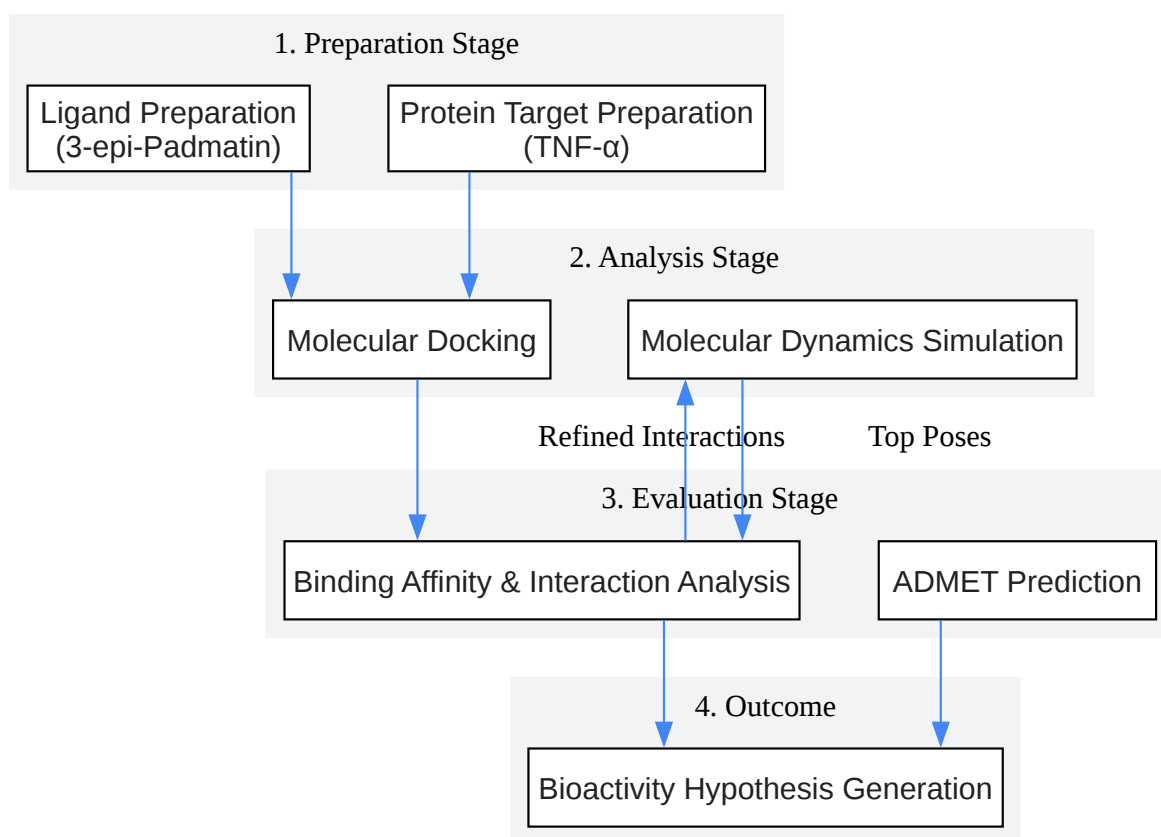 1. Preparation Stage
Ligand Preparation
(3-epi-Padmatin)
Protein Target Preparation
(TNF-α)
2. Analysis Stage
Molecular Docking
Molecular Dynamics Simulation
Refined Interactions
Top Poses
3. Evaluation Stage
Binding Affinity & Interaction Analysis
ADMET Prediction
4. Outcome
Bioactivity Hypothesis Generation